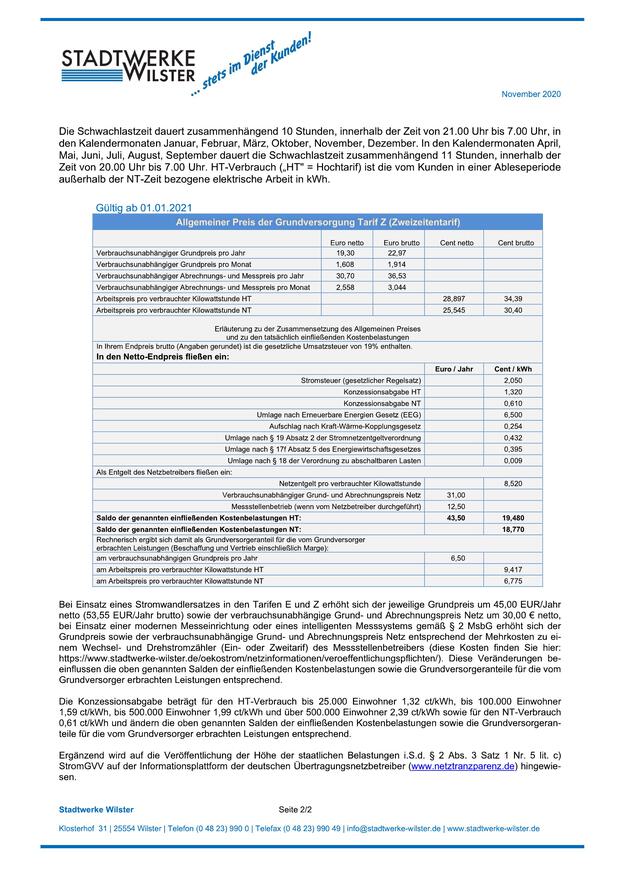 STADTWERKE
WILSTER
... stets im Dienst
der Kunden!
November 2020
Die Schwachlastzeit dauert zusammenhängend 10 Stunden, innerhalb der Zeit von 21.00 Uhr bis 7.00 Uhr, in
den Kalendermonaten Januar, Februar, März, Oktober, November, Dezember. In den Kalendermonaten April,
Mai, Juni, Juli, August, September dauert die Schwachlastzeit zusammenhängend 11 Stunden, innerhalb der
Zeit von 20.00 Uhr bis 7.00 Uhr. HT-Verbrauch („HT" = Hochtarif) ist die vom Kunden in einer Ableseperiode
außerhalb der NT-Zeit bezogene elektrische Arbeit in kWh.
Gültig ab 01.01.2021
Allgemeiner Preis der Grundversorgung Tarif Z (Zweizeitentarif)
Euro netto Euro brutto Cent netto Cent brutto
Verbrauchsunabhängiger Grundpreis pro Jahr 19,30 22,97
Verbrauchsunabhängiger Grundpreis pro Monat 1,608 1,914
Verbrauchsunabhängiger Abrechnungs- und Messpreis pro Jahr 30,70 36,53
Verbrauchsunabhängiger Abrechnungs- und Messpreis pro Monat 2,558 3,044
Arbeitspreis pro verbrauchter Kilowattstunde HT 28,897 34,39
Arbeitspreis pro verbrauchter Kilowattstunde NT 25,545 30,40
Erläuterung zu der Zusammensetzung des Allgemeinen Preises
und zu den tatsächlich einfließenden Kostenbelastungen
In Ihrem Endpreis brutto (Angaben gerundet) ist die gesetzliche Umsatzsteuer von 19% enthalten.
In den Netto-Endpreis fließen ein:
Euro / Jahr Cent / kWh
Stromsteuer (gesetzlicher Regelsatz) 2,050
Konzessionsabgabe HT 1,320
Konzessionsabgabe NT 0,610
Umlage nach Erneuerbare Energien Gesetz (EEG) 6,500
Aufschlag nach Kraft-Wärme-Kopplungsgesetz 0,254
Umlage nach § 19 Absatz 2 der Stromnetzentgeltverordnung 0,432
Umlage nach § 17f Absatz 5 des Energiewirtschaftsgesetzes 0,395
Umlage nach § 18 der Verordnung zu abschaltbaren Lasten 0,009
Als Entgelt des Netzbetreibers fließen ein:
Netzentgelt pro verbrauchter Kilowattstunde 8,520
Verbrauchsunabhängiger Grund- und Abrechnungspreis Netz 31,00
Messstellenbetrieb (wenn vom Netzbetreiber durchgeführt) 12,50
Saldo der genannten einfließenden Kostenbelastungen HT: 43,50 19,480
Saldo der genannten einfließenden Kostenbelastungen NT: 18,770
Rechnerisch ergibt sich damit als Grundversorgeranteil für die vom Grundversorger
erbrachten Leistungen (Beschaffung und Vertrieb einschließlich Marge):
am verbrauchsunabhängigen Grundpreis pro Jahr 6,50
am Arbeitspreis pro verbrauchter Kilowattstunde HT 9,417
am Arbeitspreis pro verbrauchter Kilowattstunde NT 6,775
Bei Einsatz eines Stromwandlersatzes in den Tarifen E und Z erhöht sich der jeweilige Grundpreis um 45,00 EUR/Jahr
netto (53,55 EUR/Jahr brutto) sowie der verbrauchsunabhängige Grund- und Abrechnungspreis Netz um 30,00 € netto,
bei Einsatz einer modernen Messeinrichtung oder eines intelligenten Messsystems gemäß § 2 MsbG erhöht sich der
Grundpreis sowie der verbrauchsunabhängige Grund- und Abrechnungspreis Netz entsprechend der Mehrkosten zu ei-
nem Wechsel- und Drehstromzähler (Ein- oder Zweitarif) des Messstellenbetreibers (diese Kosten finden Sie hier:
https://www.stadtwerke-wilster.de/oekostrom/netzinformationen/veroeffentlichungspflichten/). Diese Veränderungen be-
einflussen die oben genannten Salden der einfließenden Kostenbelastungen sowie die Grundversorgeranteile für die vom
Grundversorger erbrachten Leistungen entsprechend.
Die Konzessionsabgabe beträgt für den HT-Verbrauch bis 25.000 Einwohner 1,32 ct/kWh, bis 100.000 Einwohner
1,59 ct/kWh, bis 500.000 Einwohner 1,99 ct/kWh und über 500.000 Einwohner 2,39 ct/kWh sowie für den NT-Verbrauch
0,61 ct/kWh und ändern die oben genannten Salden der einfließenden Kostenbelastungen sowie die Grundversorgeran-
teile für die vom Grundversorger erbrachten Leistungen entsprechend.
Ergänzend wird auf die Veröffentlichung der Höhe der staatlichen Belastungen i.S.d. § 2 Abs. 3 Satz 1 Nr. 5 lit. c)
StromGVV auf der Informationsplattform der deutschen Übertragungsnetzbetreiber (www.netztranzparenz.de) hingewie-
sen.
Stadtwerke Wilster Seite 2/2
Klosterhof 31 | 25554 Wilster | Telefon (0 48 23) 990 0 | Telefax (0 48 23) 990 49 | info@stadtwerke-wilster.de | www.stadtwerke-wilster.de